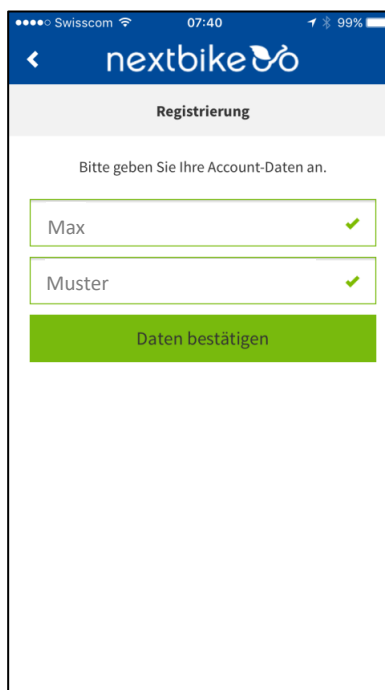 Swisscom 07:40 99%
nextbike
Registrierung
Bitte geben Sie Ihre Account-Daten an.
Max
Muster
Daten bestätigen